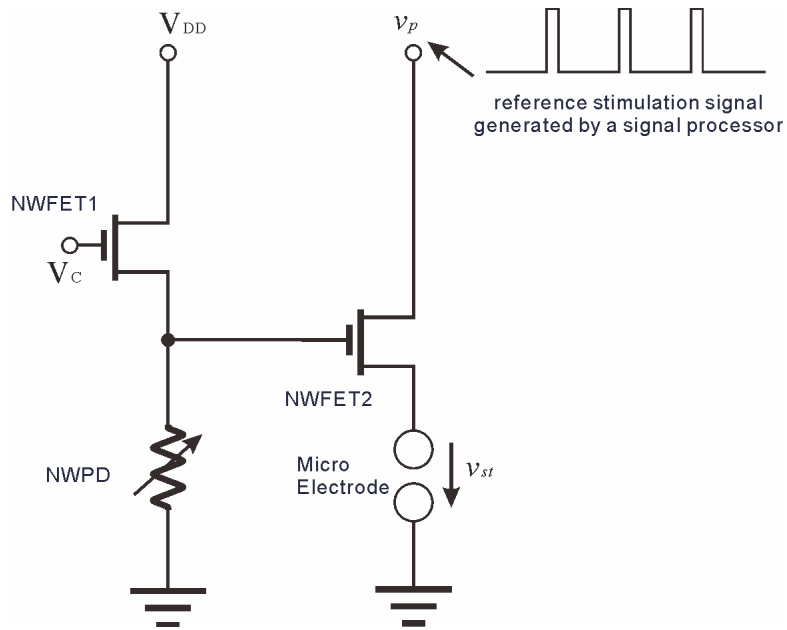 VDD
vp
reference stimulation signal
generated by a signal processor
NWFET1
VC
NWFET2
NWPD
Micro
Electrode
vst